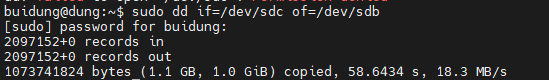 buidung@dung:~$ sudo dd if=/dev/sdc of=/dev/sdb
[sudo] password for buidung:
2097152+0 records in
2097152+0 records out
1073741824 bytes (1.1 GB, 1.0 GiB) copied, 58.6434 s, 18.3 MB/s